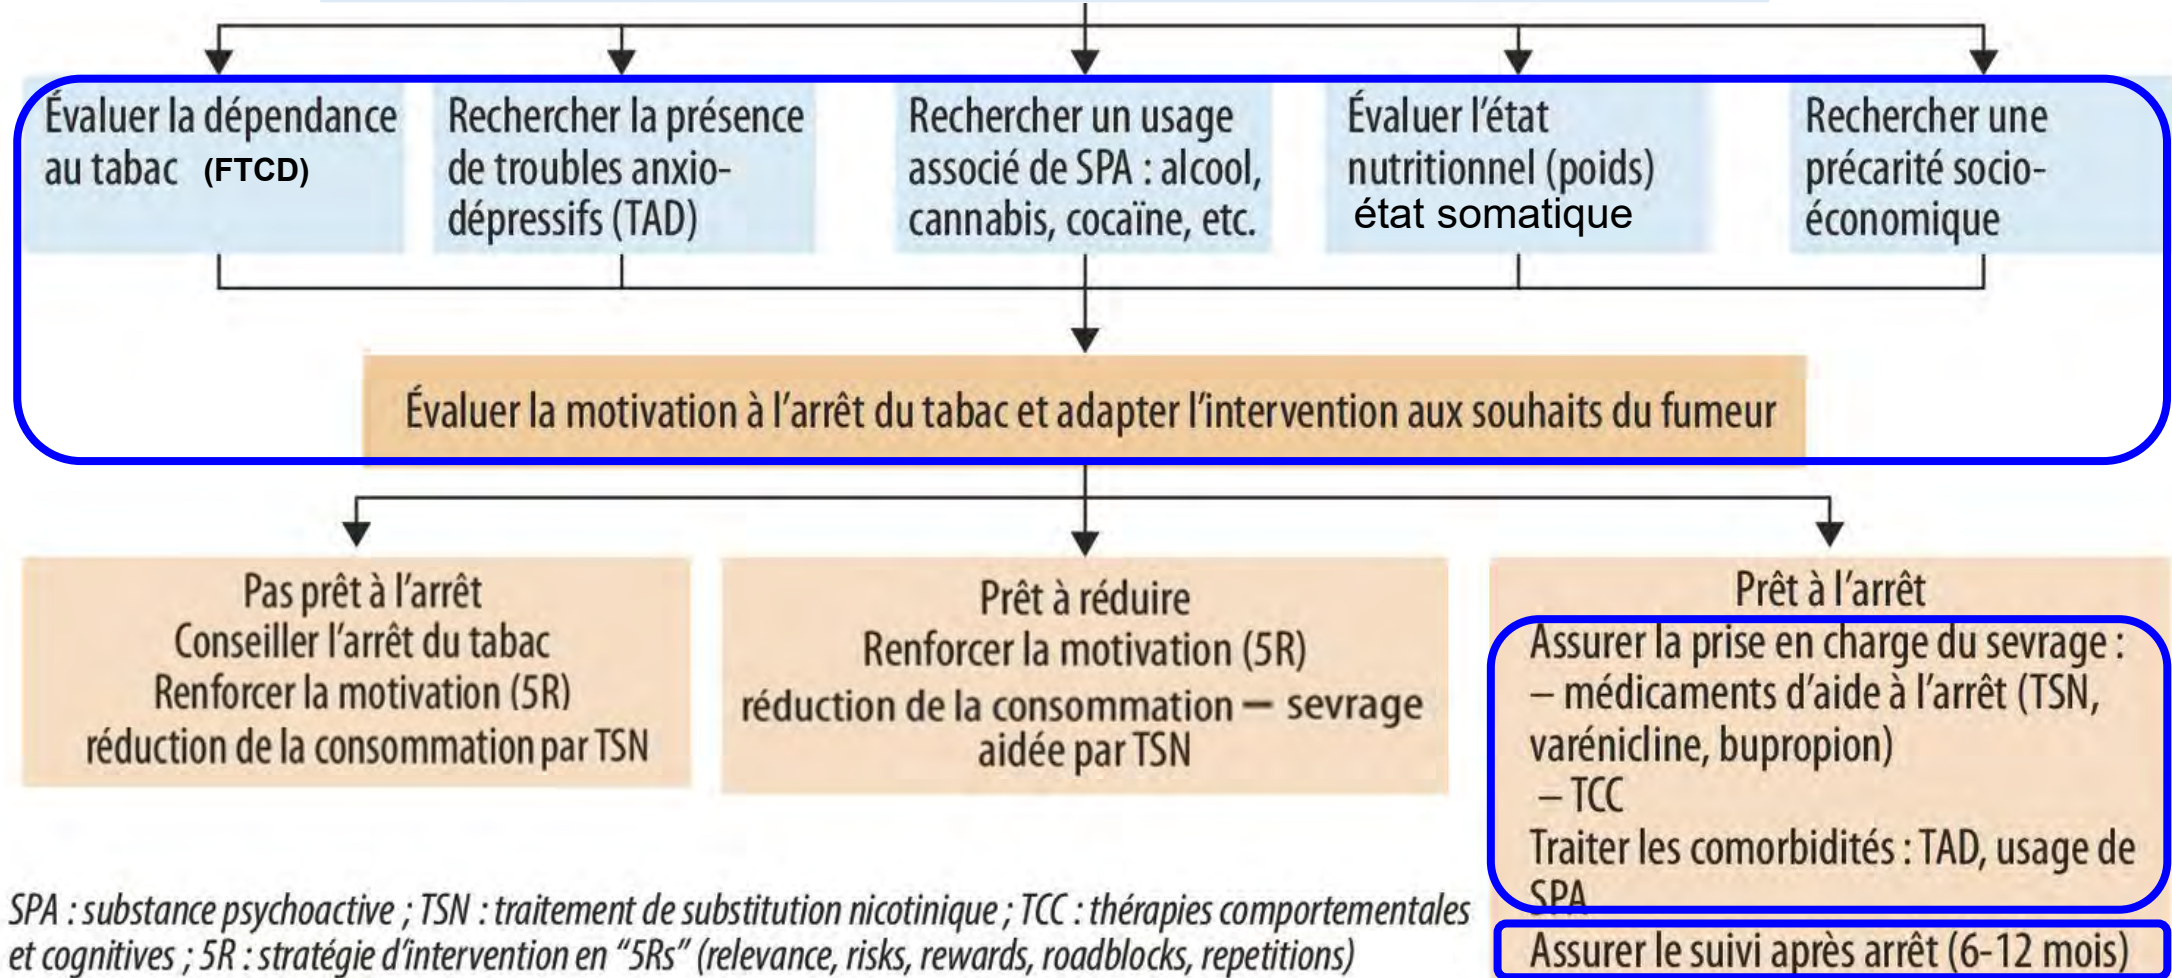 Évaluer la dépendance
au tabac (FTCD)
Rechercher la présence
de troubles anxio-
dépressifs (TAD)
Rechercher un usage
associé de SPA : alcool,
cannabis, cocaïne, etc.
Évaluer l'état
nutritionnel (poids)
état somatique
Rechercher une
précarité socio-
économique
Évaluer la motivation à l'arrêt du tabac et adapter l'intervention aux souhaits du fumeur
Pas prêt à l'arrêt
Conseiller l'arrêt du tabac
Renforcer la motivation (5R)
réduction de la consommation par TSN
Prêt à réduire
Renforcer la motivation (5R)
réduction de la consommation – sevrage
aidée par TSN
Prêt à l'arrêt
Assurer la prise en charge du sevrage :
– médicaments d'aide à l'arrêt (TSN,
varénicline, bupropion)
– TCC
Traiter les comorbidités : TAD, usage de
SPA
Assurer le suivi après arrêt (6-12 mois)
SPA : substance psychoactive ; TSN : traitement de substitution nicotinique ; TCC : thérapies comportementales
et cognitives ; 5R : stratégie d'intervention en "5Rs" (relevance, risks, rewards, roadblocks, repetitions)